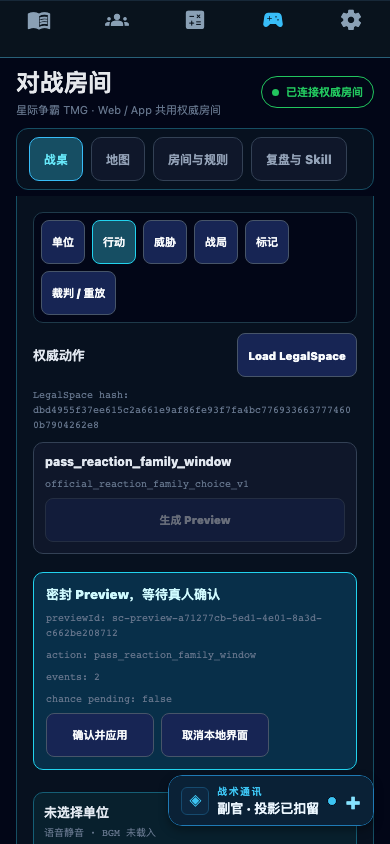 对战房间
星际争霸 TMG · Web / App 共用权威房间
已连接权威房间
战桌
地图
房间与规则
复盘与 Skill
单位
行动
威胁
战局
标记
裁判 / 重放
权威动作
Load LegalSpace
LegalSpace hash:
dbd4955f37ee615c2a661e9af86fe93f7fa4bc776933663777460
0b7904262e8
pass_reaction_family_window
official_reaction_family_choice_v1
生成 Preview
密封 Preview，等待真人确认
previewId: sc-preview-a71277cb-5ed1-4e01-8a3d-
c662be208712
action: pass_reaction_family_window
events: 2
chance pending: false
确认并应用
取消本地界面
未选择单位
语音静音 · BGM 未载入
战术通讯
副官 · 投影已扣留